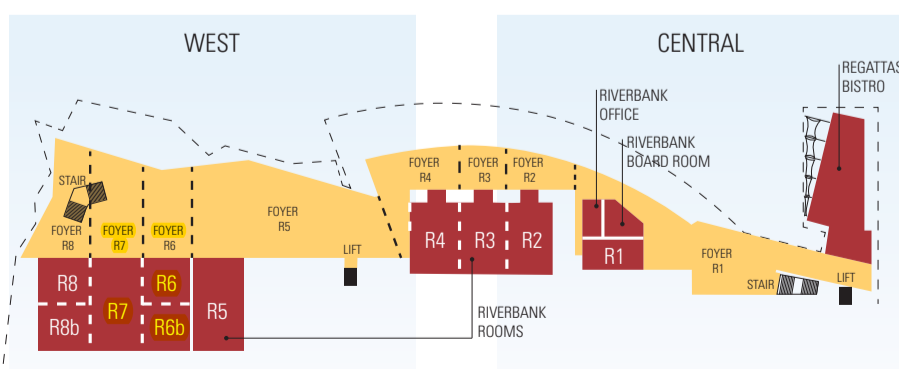 WEST
CENTRAL
REGATTAS
BISTRO
RIVERBANK
OFFICE
RIVERBANK
BOARD ROOM
STAIR
FOYER
R8
FOYER
R7
FOYER
R6
FOYER
R5
LIFT
FOYER
R4
FOYER
R3
FOYER
R2
R4
R3
R2
R1
FOYER
R1
STAIR
LIFT
R8
R8b
R7
R6
R6b
R5
RIVERBANK
ROOMS